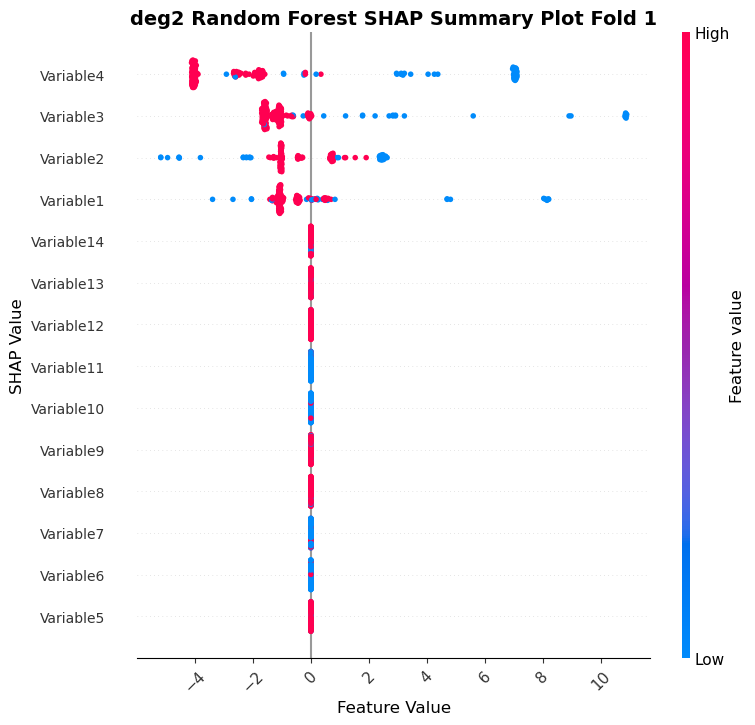 deg2 Random Forest SHAP Summary Plot Fold 1
High
Variable4
Variable3
Variable2
Variable1
Variable14
Variable13
Variable12
Variable11
Variable10
Variable9
Variable8
Variable7
Variable6
Variable5
SHAP Value
Feature value
Low
−4 −2 0 2 4 6 8 10
Feature Value